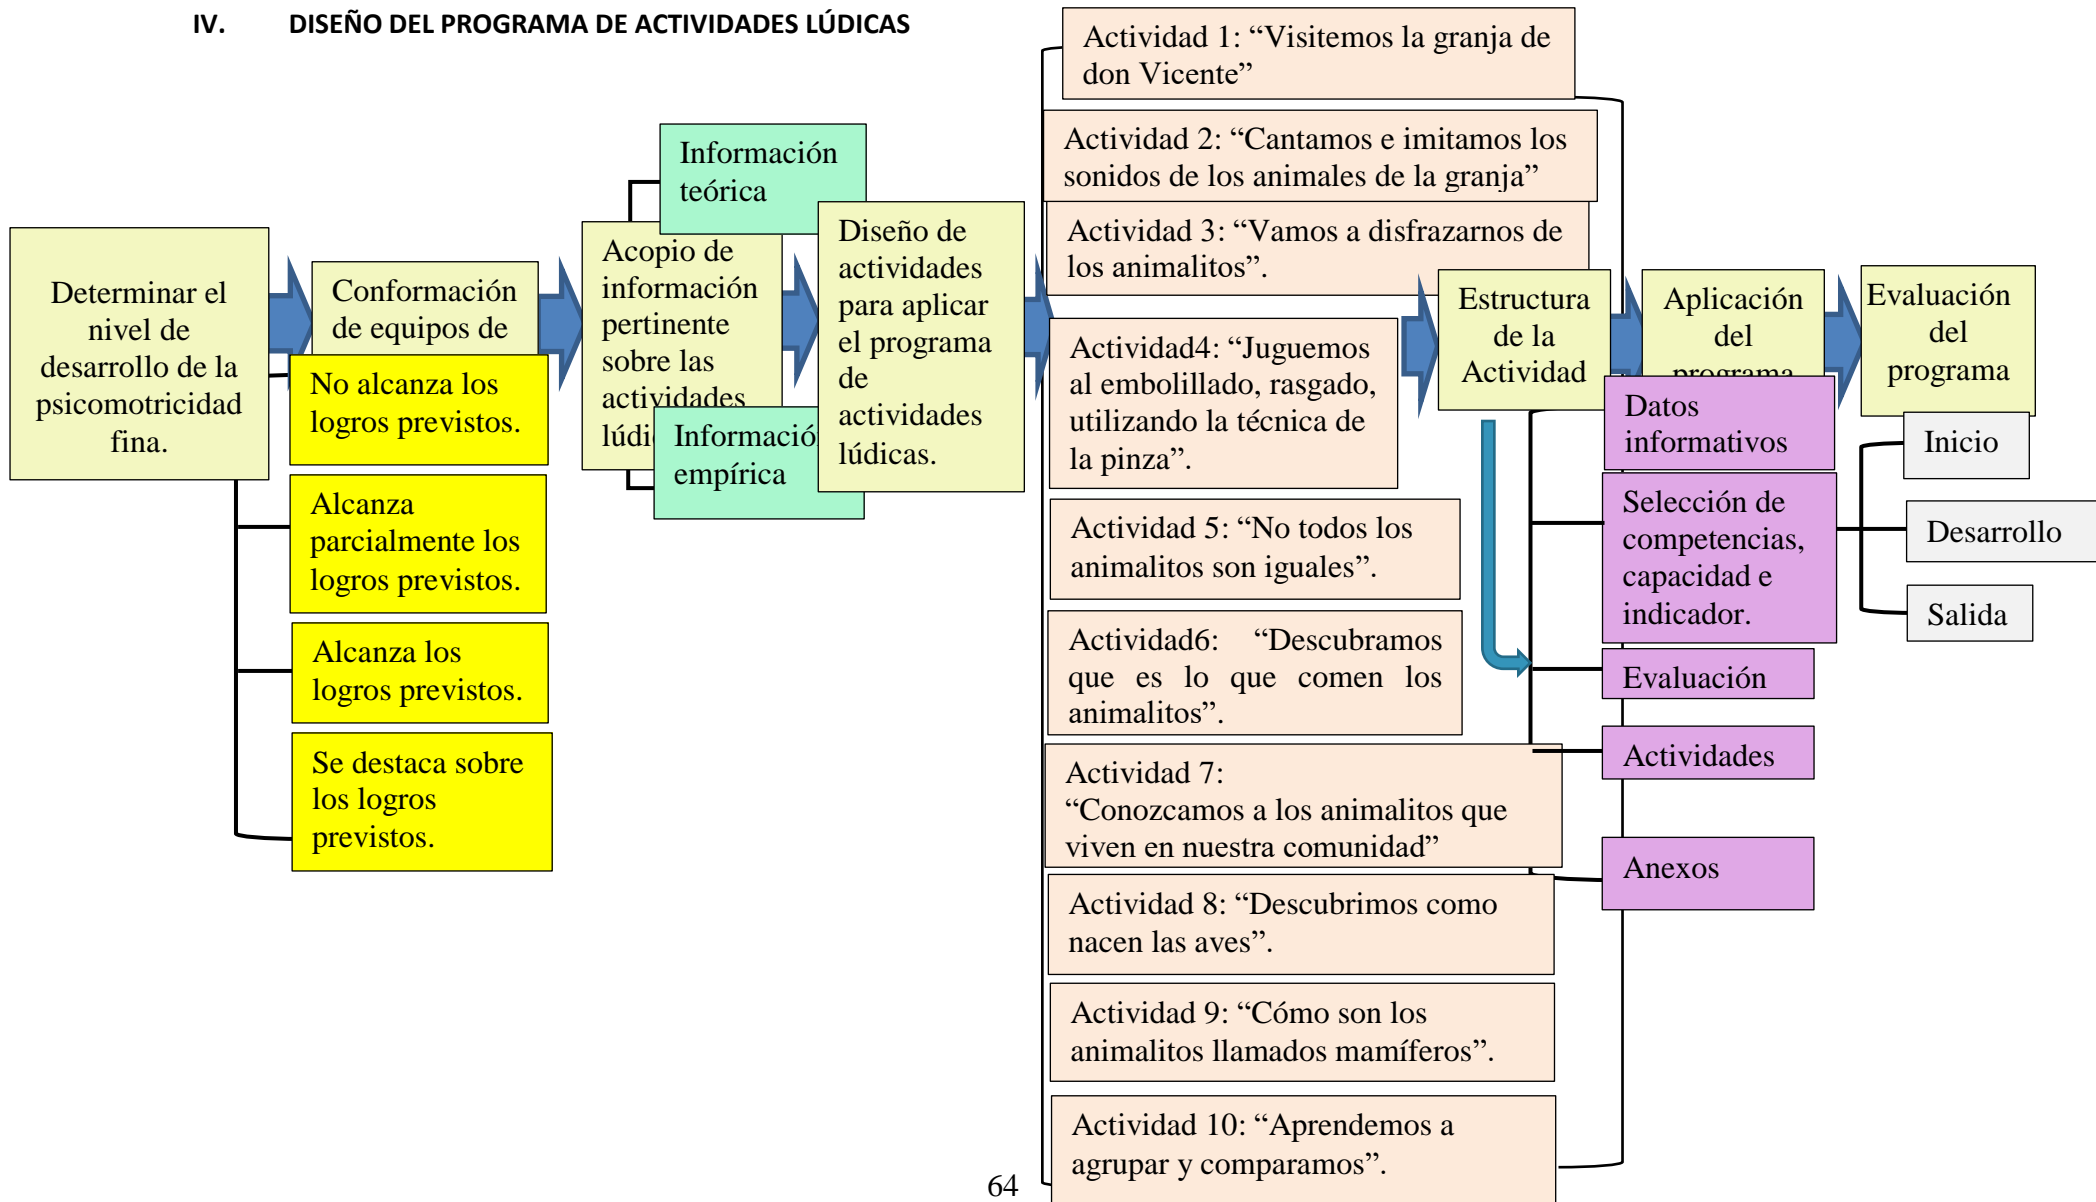 IV. DISEÑO DEL PROGRAMA DE ACTIVIDADES LÚDICAS
Determinar el
nivel de
desarrollo de la
psicomotricidad
fina.
No alcanza los
logros previstos.
Alcanza
parcialmente los
logros previstos.
Alcanza los
logros previstos.
Se destaca sobre
los logros
previstos.
Conformación
de equipos de
Información
teórica
Acopio de
información
pertinente
sobre las
actividades
Información
empírica
Diseño de
actividades
para aplicar
el programa
de
actividades
lúdicas.
Actividad 1: “Visitemos la granja de
don Vicente”
Actividad 2: “Cantamos e imitamos los
sonidos de los animales de la granja”
Actividad 3: “Vamos a disfrazarnos de
los animalitos”.
Actividad4: “Juguemos
al embolillado, rasgado,
utilizando la técnica de
la pinza”.
Actividad 5: “No todos los
animalitos son iguales”.
Actividad6: “Descubramos
que es lo que comen los
animalitos”.
Actividad 7:
“Conozcamos a los animalitos que
viven en nuestra comunidad”
Actividad 8: “Descubrimos como
nacen las aves”.
Actividad 9: “Cómo son los
animalitos llamados mamíferos”.
Actividad 10: “Aprendemos a
agrupar y comparamos”.
Estructura
de la
Actividad
Datos
informativos
Selección de
competencias,
capacidad e
indicador.
Evaluación
Actividades
Anexos
Aplicación
del
programa
Inicio
Desarrollo
Salida
Evaluación
del
programa
64